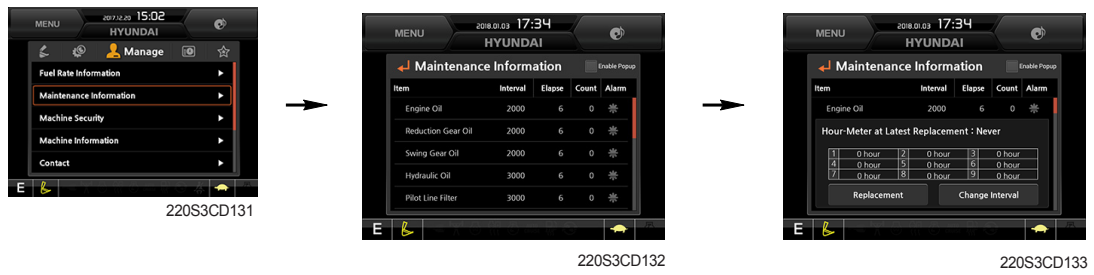 MENU
2017.12.20 15:02
HYUNDAI
Manage
Fuel Rate Information
Maintenance Information
Machine Security
Machine Information
Contact
E
220S3CD131
MENU
2018.01.03 17:34
HYUNDAI
Maintenance Information
Enable Popup
Item Interval Elapse Count Alarm
Engine Oil 2000 6 0
Reduction Gear Oil 2000 6 0
Swing Gear Oil 2000 6 0
Hydraulic Oil 3000 6 0
Pilot Line Filter 3000 6 0
E
220S3CD132
MENU
2018.01.03 17:34
HYUNDAI
Maintenance Information
Enable Popup
Item Interval Elapse Count Alarm
Engine Oil 2000 6 0
Hour-Meter at Latest Replacement : Never
1 0 hour 2 0 hour 3 0 hour
4 0 hour 5 0 hour 6 0 hour
7 0 hour 8 0 hour 9 0 hour
Replacement Change Interval
E
220S3CD133